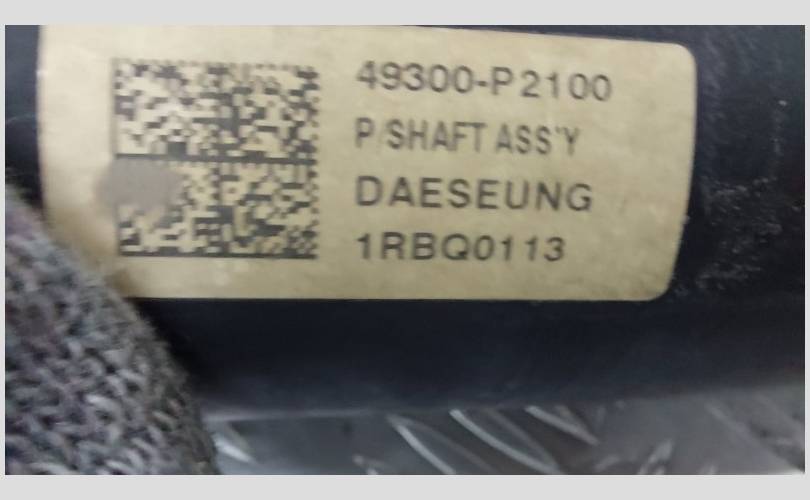 49300-P2100
P/SHAFT ASS'Y
DAESEUNG
1RBQ0113